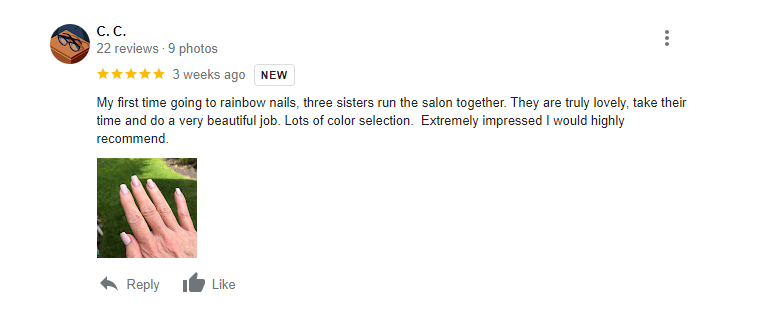 C. C.
22 reviews · 9 photos
3 weeks ago NEW
My first time going to rainbow nails, three sisters run the salon together. They are truly lovely, take their
time and do a very beautiful job. Lots of color selection.  Extremely impressed I would highly
recommend.
Reply Like